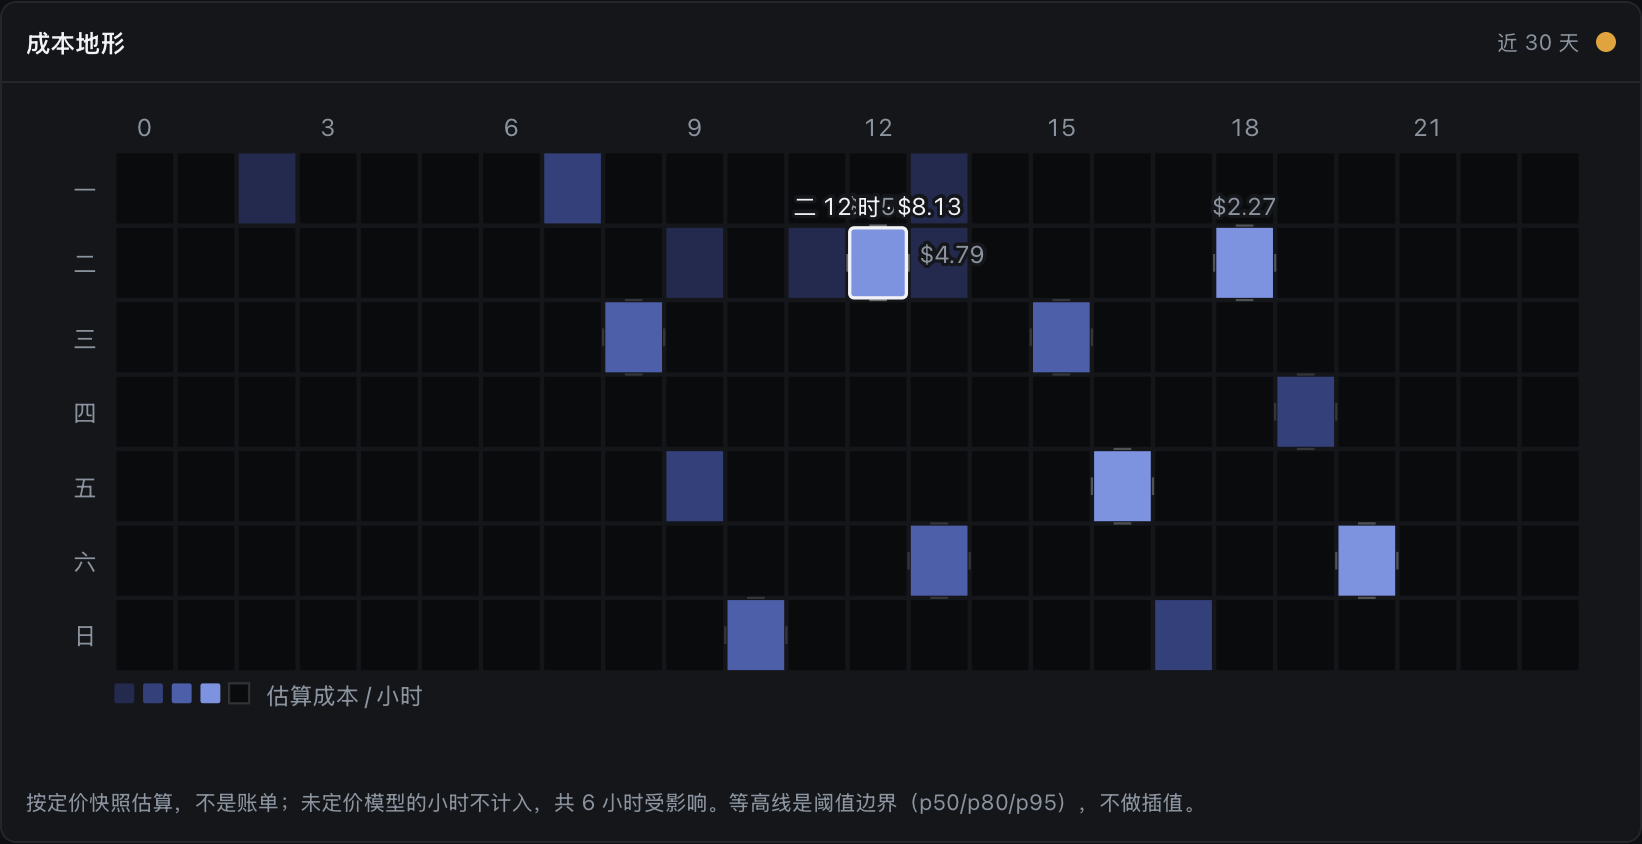 成本地形
近 30 天
0 3 6 9 12 15 18 21
一
二 12时 · $8.13
$2.27
二
$4.79
三
四
五
六
日
估算成本 / 小时
按定价快照估算，不是账单；未定价模型的小时不计入，共 6 小时受影响。等高线是阈值边界（p50/p80/p95），不做插值。